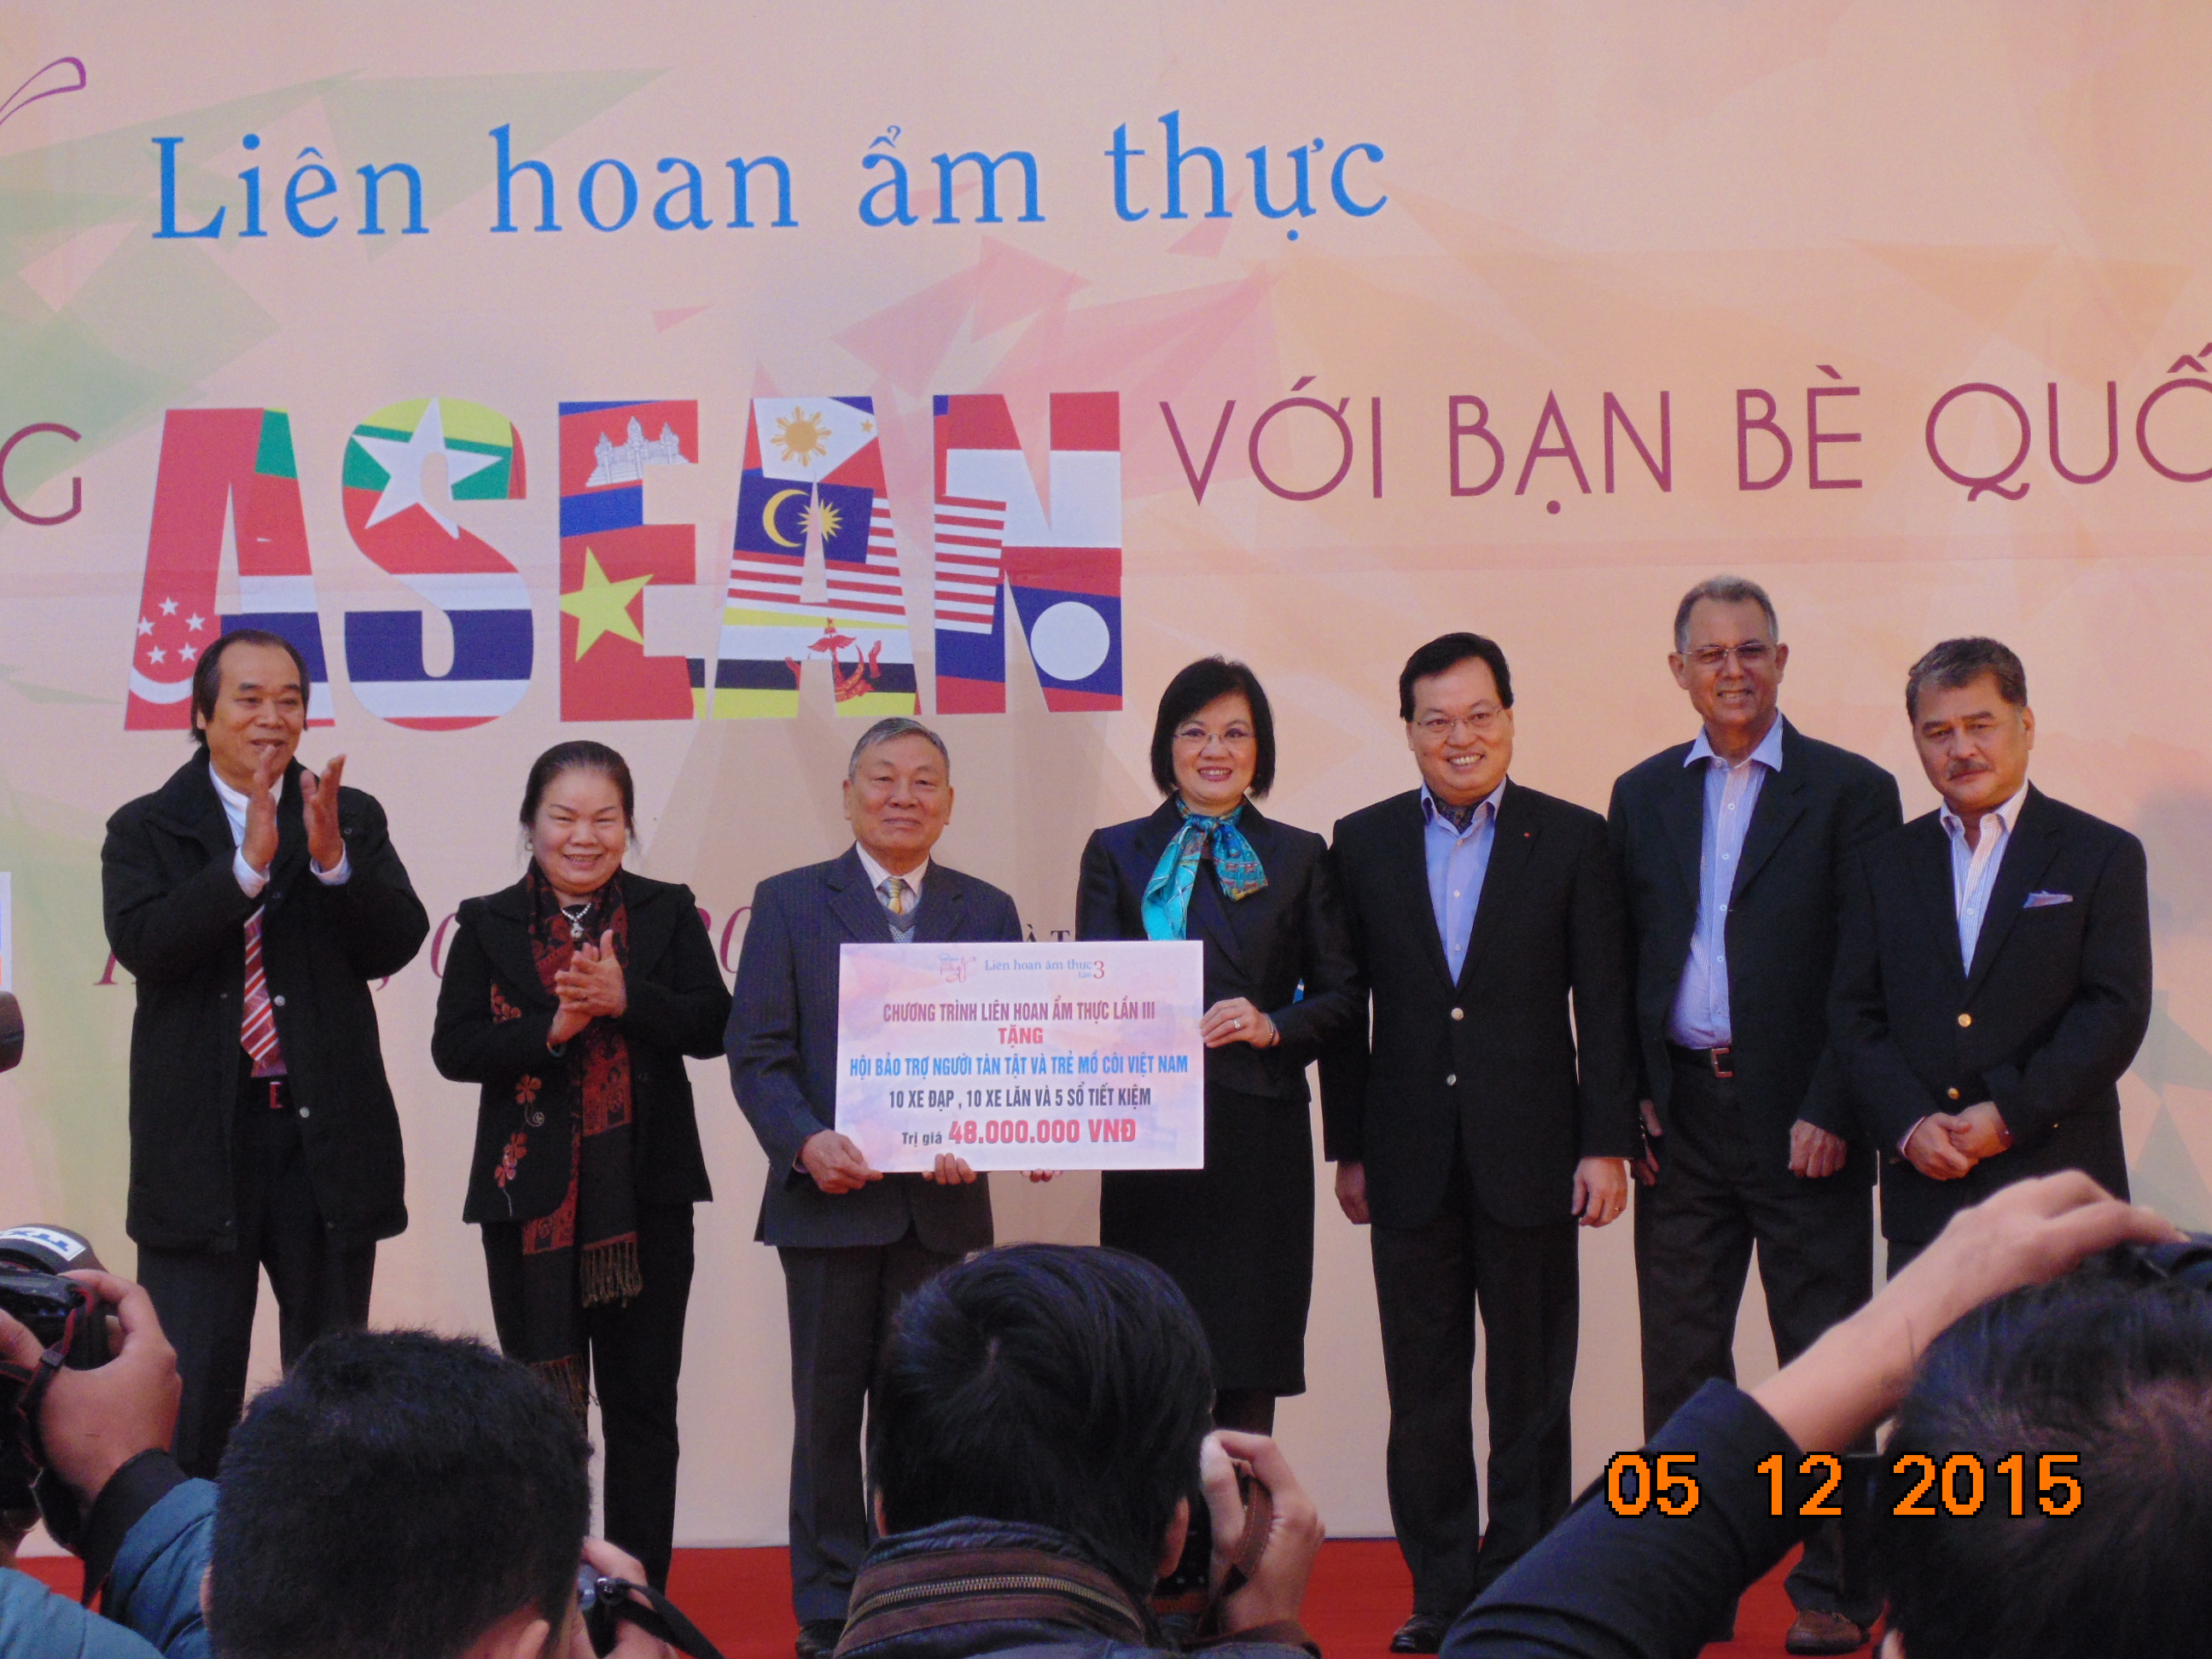 Liên hoan ẩm thực
G ASEAN VỚI BẠN BÈ QUỐ
Liên hoan ẩm thực
Lần 3
CHƯƠNG TRÌNH LIÊN HOAN ẨM THỰC LẦN III
TẶNG
HỘI BẢO TRỢ NGƯỜI TÂN TẬT VÀ TRẺ MỒ CÔI VIỆT NAM
10 XE ĐẠP , 10 XE LĂN VÀ 5 SỔ TIẾT KIỆM
Trị giá 48.000.000 VNĐ
05 12 2015